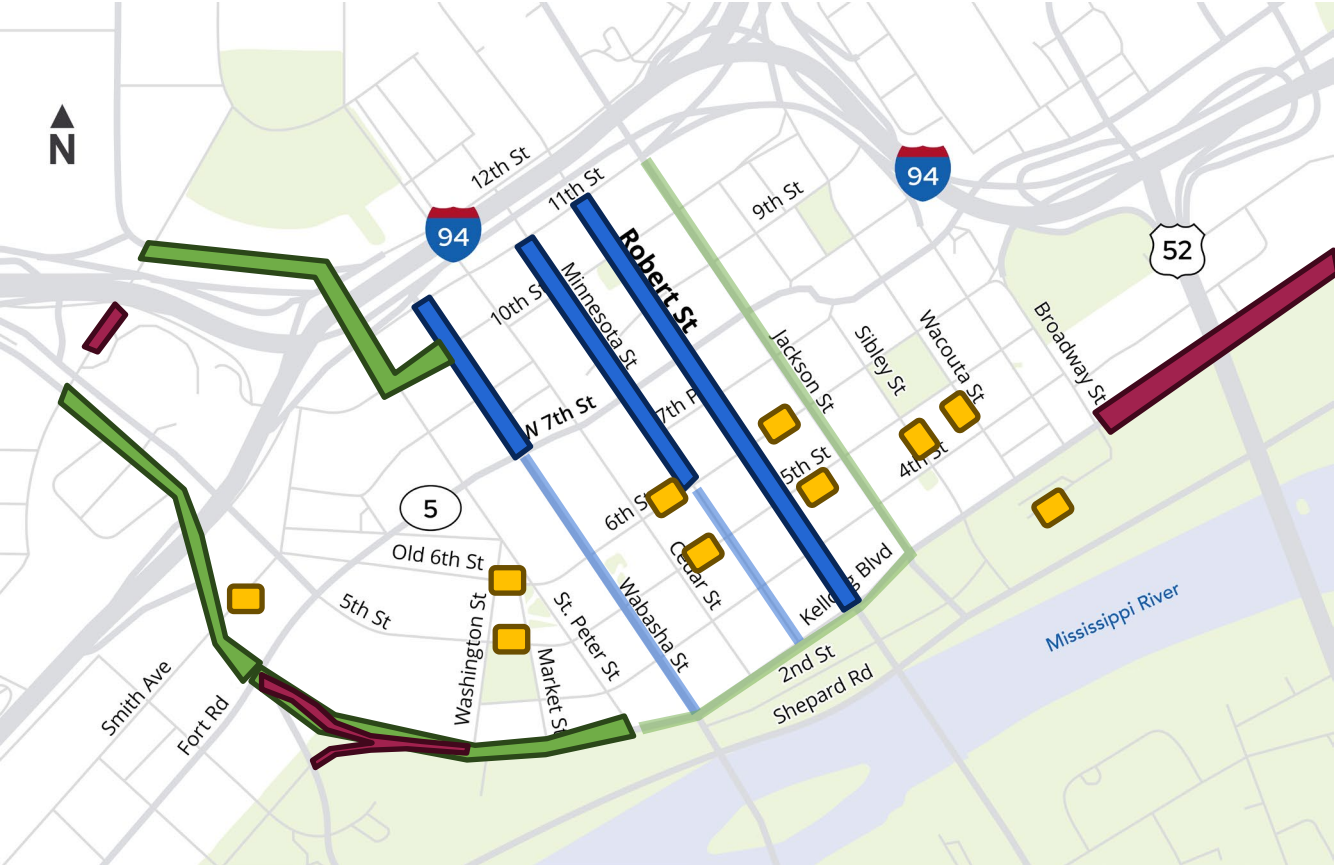 N
12th St
11th St
94
94
9th St
52
Robert St
10th St
Minnesota St
Jackson St
Sibley St
Wacouta St
Broadway St
W 7th St
7th P
5
5th St
4th St
6th St
Old 6th St
Cedar St
Kellogg Blvd
5th St
Wabasha St
St. Peter St
Washington St
Market St
2nd St
Shepard Rd
Mississippi River
Smith Ave
Fort Rd